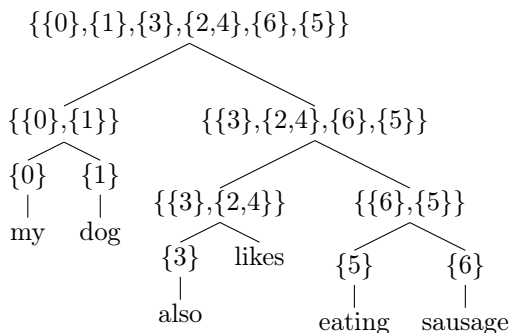 {{0},{1},{3},{2,4},{6},{5}}
{{0},{1}} {{3},{2,4},{6},{5}}
{0} {1} {{3},{2,4}} {{6},{5}}
my dog {3} likes {5} {6}
also eating sausage